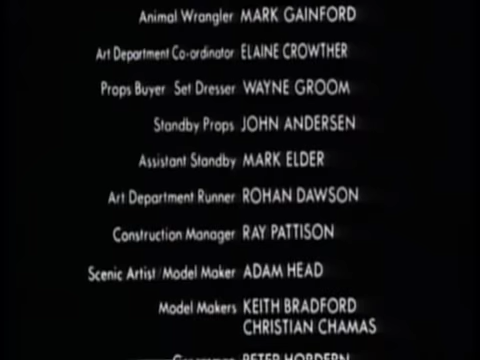 Animal Wrangler MARK GAINFORD
Art Department Co-ordinator ELAINE CROWTHER
Props Buyer Set Dresser WAYNE GROOM
Standby Props JOHN ANDERSEN
Assistant Standby MARK ELDER
Art Department Runner ROHAN DAWSON
Construction Manager RAY PATTISON
Scenic Artist/Model Maker ADAM HEAD
Model Makers KEITH BRADFORD
CHRISTIAN CHAMAS
PETER HORDERN